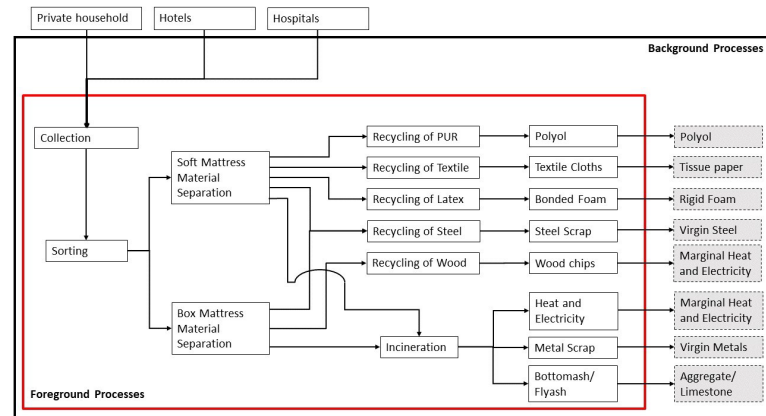 Private household
Hotels
Hospitals
Background Processes
Collection
Sorting
Soft Mattress
Material
Separation
Box Mattress
Material
Separation
Recycling of PUR
Polyol
Polyol
Recycling of Textile
Textile Cloths
Tissue paper
Recycling of Latex
Bonded Foam
Rigid Foam
Recycling of Steel
Steel Scrap
Virgin Steel
Recycling of Wood
Wood chips
Marginal Heat
and Electricity
Incineration
Heat and
Electricity
Marginal Heat
and Electricity
Metal Scrap
Virgin Metals
Bottomash/
Flyash
Aggregate/
Limestone
Foreground Processes